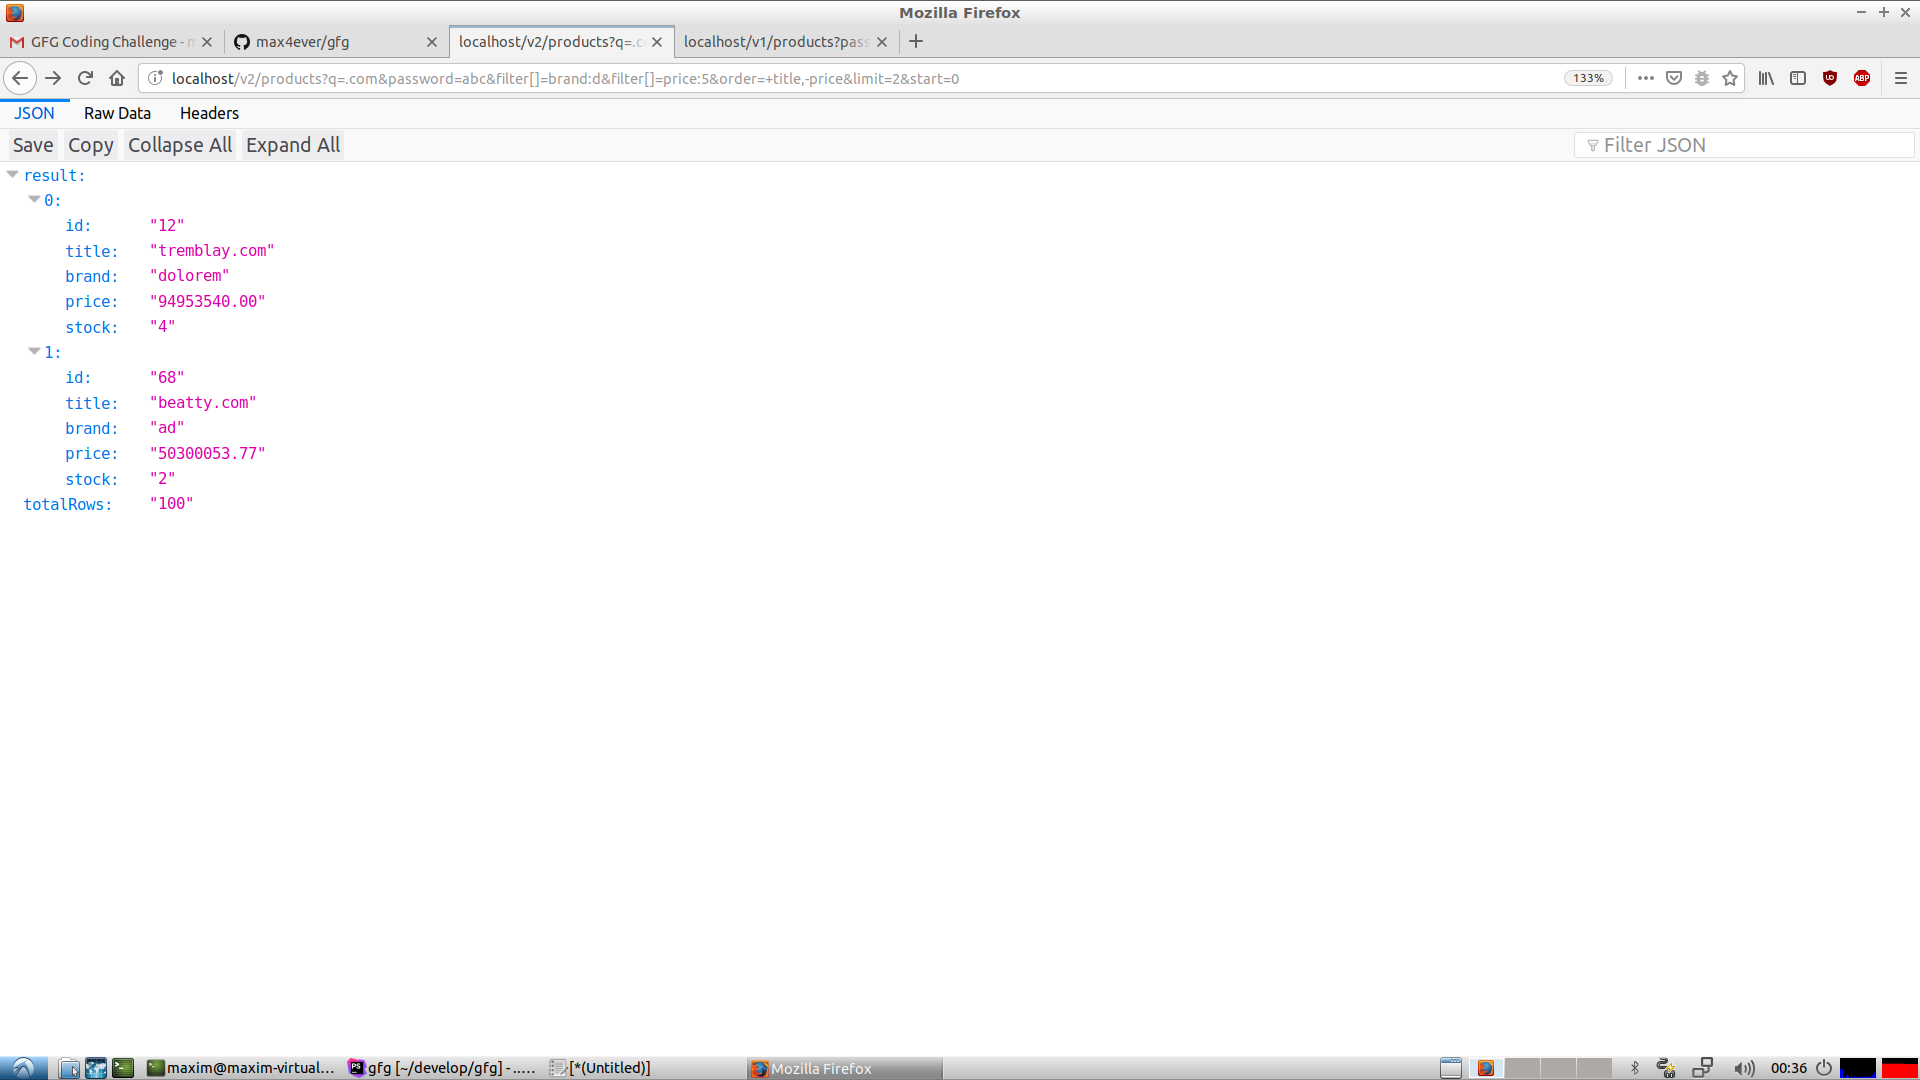 Mozilla Firefox
GFG Coding Challenge -
max4ever/gfg
localhost/v2/products?q=.c
localhost/v1/products?pass
localhost/v2/products?q=.com&password=abc&filter[]=brand:d&filter[]=price:5&order=+title,-price&limit=2&start=0
133%
UD
ABP
JSON
Raw Data
Headers
Save
Copy
Collapse All
Expand All
Filter JSON
result:
0:
id: "12"
title: "tremblay.com"
brand: "dolorem"
price: "94953540.00"
stock: "4"
1:
id: "68"
title: "beatty.com"
brand: "ad"
price: "50300053.77"
stock: "2"
totalRows: "100"
maxim@maxim-virtual...
PS
gfg [~/develop/gfg] - .…
[*(Untitled)]
Mozilla Firefox
00:36